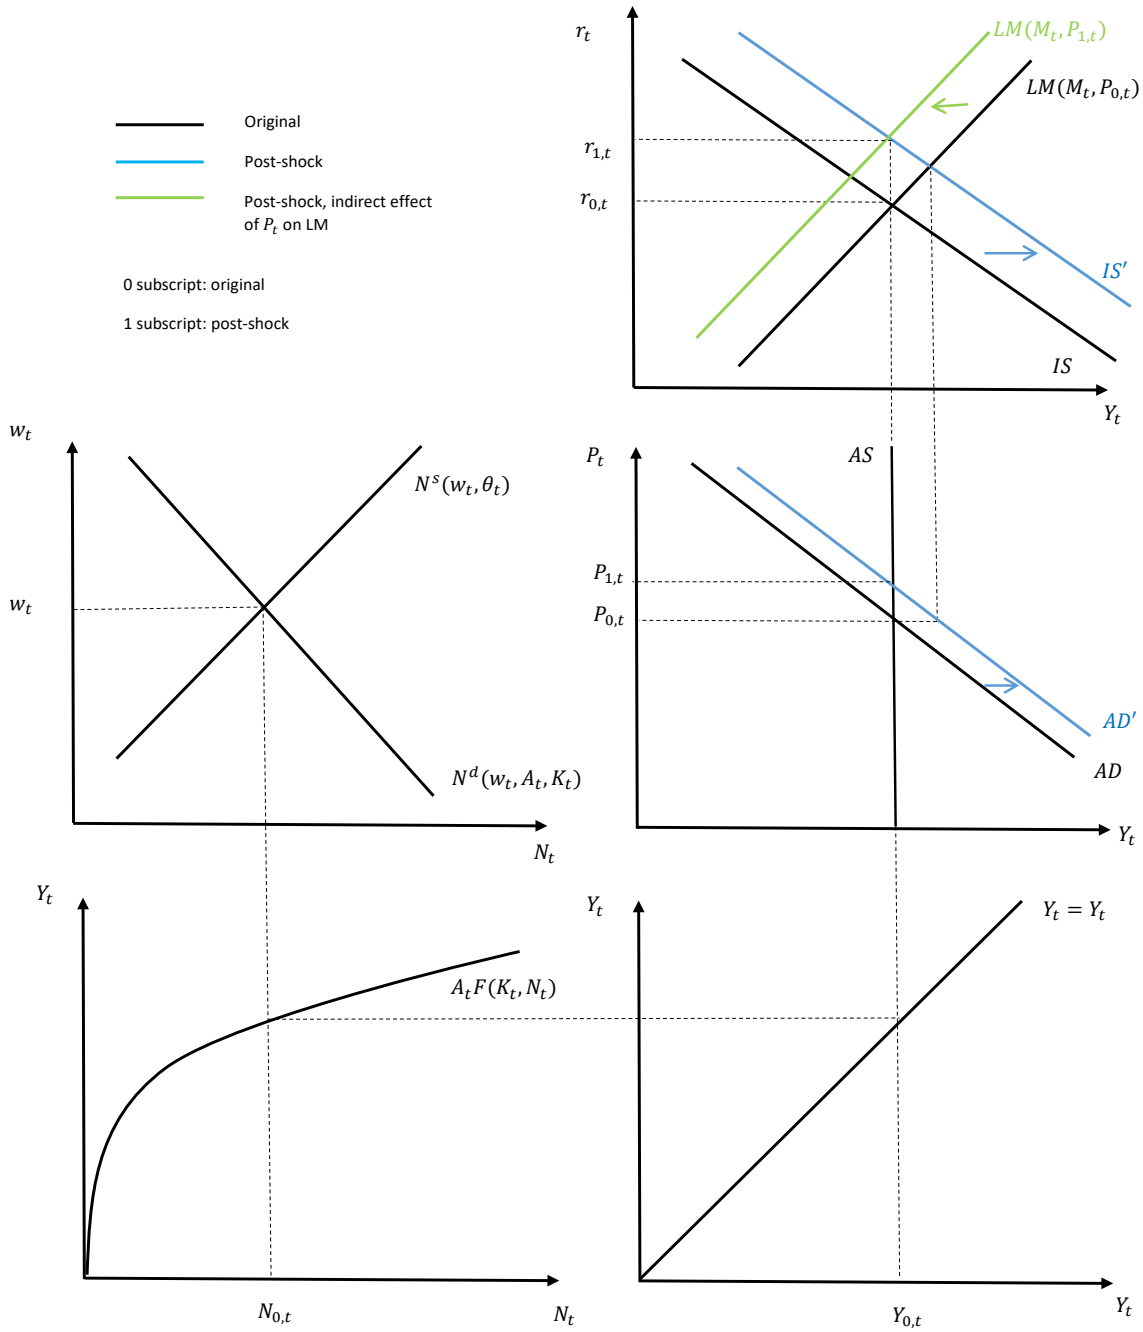 Original
Post-shock
Post-shock, indirect effect
of P_t on LM
0 subscript: original
1 subscript: post-shock
r_t
LM(M_t, P_{1,t})
LM(M_t, P_{0,t})
r_{1,t}
r_{0,t}
IS′
IS
Y_t
w_t
N^s(w_t, θ_t)
w_t
N^d(w_t, A_t, K_t)
N_t
P_t
AS
P_{1,t}
P_{0,t}
AD′
AD
Y_t
Y_t
A_tF(K_t, N_t)
N_{0,t}
N_t
Y_t
Y_t = Y_t
Y_{0,t}
Y_t